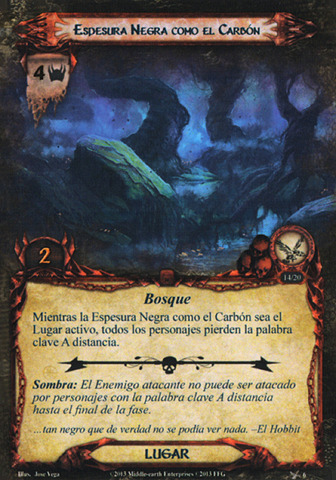 Espesura Negra como el Carbón
4
2
14/20
Bosque
Mientras la Espesura Negra como el Carbón sea el
Lugar activo, todos los personajes pierden la palabra
clave A distancia.
Sombra: El Enemigo atacante no puede ser atacado
por personajes con la palabra clave A distancia
hasta el final de la fase.
...tan negro que de verdad no se podía ver nada. –El Hobbit
LUGAR
Illus. Jose Vega
©2013 Middle-earth Enterprises ©2013 FFG
6